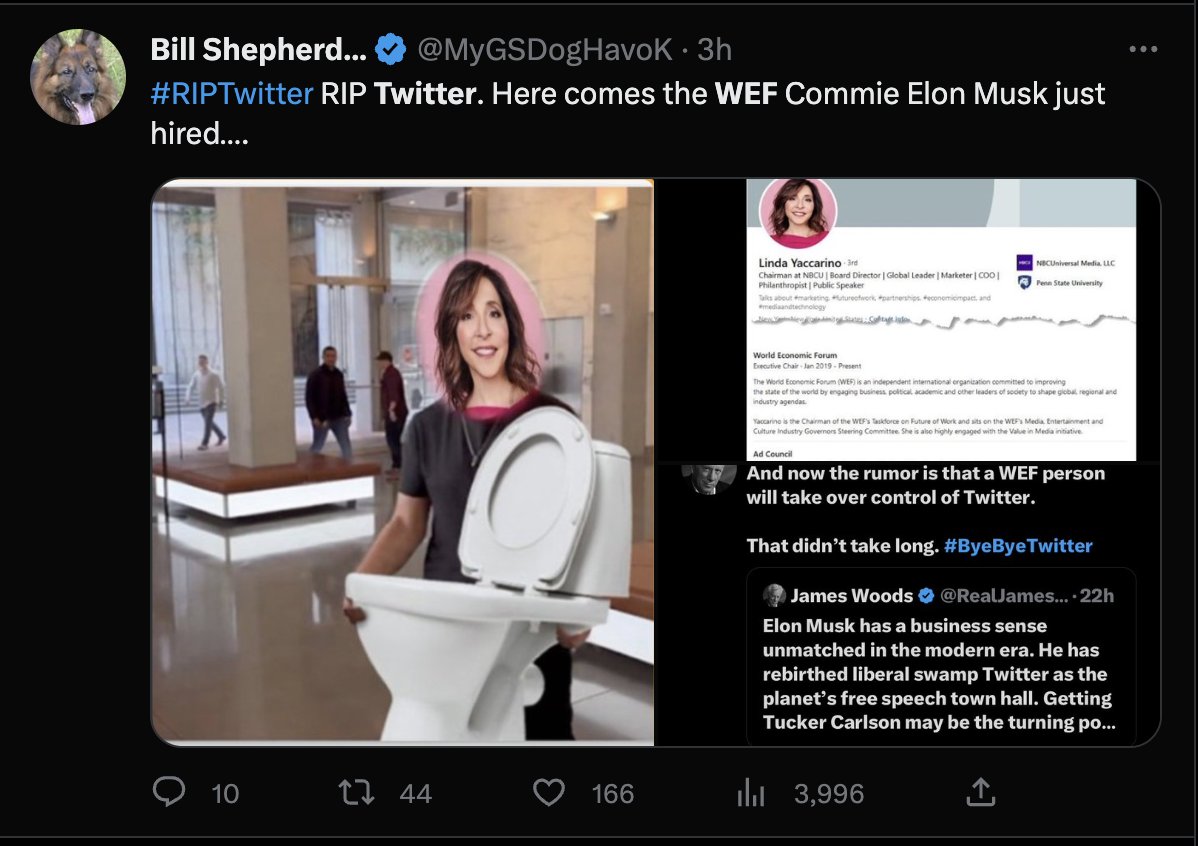 Bill Shepherd... @MyGSDogHavoK · 3h
#RIPTwitter RIP Twitter. Here comes the WEF Commie Elon Musk just
hired....
Linda Yaccarino · 3rd
Chairman at NBCU | Board Director | Global Leader | Marketer | COO |
Philanthropist | Public Speaker
Talks about #marketing, #futureofwork, #partnerships, #economicimpact, and
#mediaandtechnology
New York, New York, United States · Contact info
NBCUniversal Media, LLC
Penn State University
World Economic Forum
Executive Chair · Jan 2019 - Present
The World Economic Forum (WEF) is an independent international organization committed to improving
the state of the world by engaging business, political, academic and other leaders of society to shape global, regional and
industry agendas.
Yaccarino is the Chairman of the WEF's Taskforce on Future of Work and sits on the WEF's Media, Entertainment and
Culture Industry Governors Steering Committee. She is also highly engaged with the Value in Media initiative.
Ad Council
And now the rumor is that a WEF person
will take over control of Twitter.
That didn't take long. #ByeByeTwitter
James Woods @RealJames... · 22h
Elon Musk has a business sense
unmatched in the modern era. He has
rebirthed liberal swamp Twitter as the
planet's free speech town hall. Getting
Tucker Carlson may be the turning po...
10 44 166 3,996